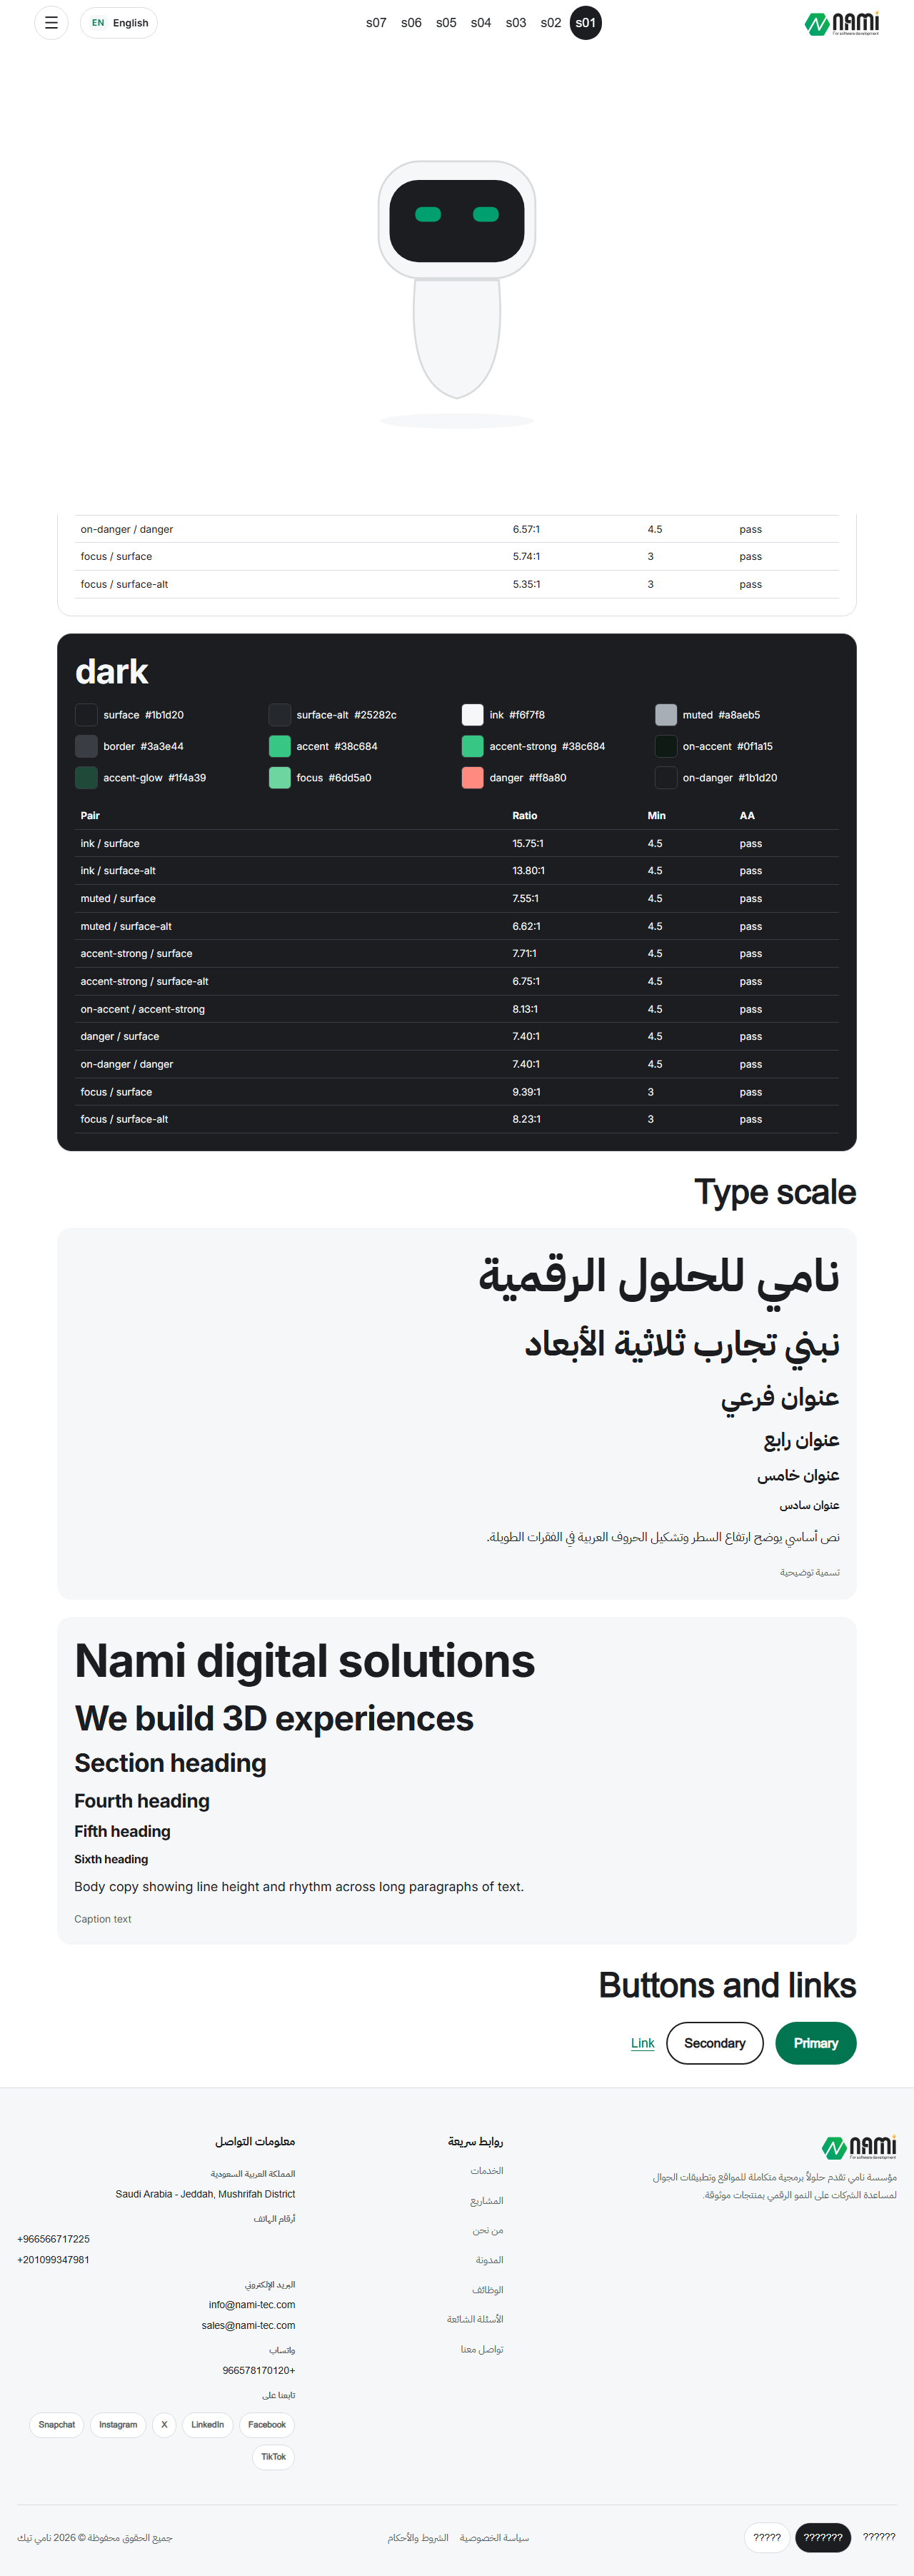 EN English
s07 s06 s05 s04 s03 s02 s01
NAMI
For software development
on-danger / danger 6.57:1 4.5 pass
focus / surface 5.74:1 3 pass
focus / surface-alt 5.35:1 3 pass
dark
surface #1b1d20 surface-alt #25282c ink #f6f7f8 muted #a8aeb5
border #3a3e44 accent #38c684 accent-strong #38c684 on-accent #0f1a15
accent-glow #1f4a39 focus #6dd5a0 danger #ff8a80 on-danger #1b1d20
Pair Ratio Min AA
ink / surface 15.75:1 4.5 pass
ink / surface-alt 13.80:1 4.5 pass
muted / surface 7.55:1 4.5 pass
muted / surface-alt 6.62:1 4.5 pass
accent-strong / surface 7.71:1 4.5 pass
accent-strong / surface-alt 6.75:1 4.5 pass
on-accent / accent-strong 8.13:1 4.5 pass
danger / surface 7.40:1 4.5 pass
on-danger / danger 7.40:1 4.5 pass
focus / surface 9.39:1 3 pass
focus / surface-alt 8.23:1 3 pass
Type scale
نامي للحلول الرقمية
نبني تجارب ثلاثية الأبعاد
عنوان فرعي
عنوان رابع
عنوان خامس
عنوان سادس
نص أساسي يوضح ارتفاع السطر وتشكيل الحروف العربية في الفقرات الطويلة.
تسمية توضيحية
Nami digital solutions
We build 3D experiences
Section heading
Fourth heading
Fifth heading
Sixth heading
Body copy showing line height and rhythm across long paragraphs of text.
Caption text
Buttons and links
Link Secondary Primary
NAMI
For software development
مؤسسة نامي تقدم حلولاً برمجية متكاملة للمواقع وتطبيقات الجوال
لمساعدة الشركات على النمو الرقمي بمنتجات موثوقة.
روابط سريعة
الخدمات
المشاريع
من نحن
المدونة
الوظائف
الأسئلة الشائعة
تواصل معنا
معلومات التواصل
المملكة العربية السعودية
Saudi Arabia - Jeddah, Mushrifah District
أرقام الهاتف
+966566717225
+201099347981
البريد الإلكتروني
info@nami-tec.com
sales@nami-tec.com
واتساب
966578170120+
تابعنا على
Snapchat Instagram X LinkedIn Facebook
TikTok
?????? ??????? ?????
سياسة الخصوصية الشروط والأحكام
جميع الحقوق محفوظة © 2026 نامي تيك